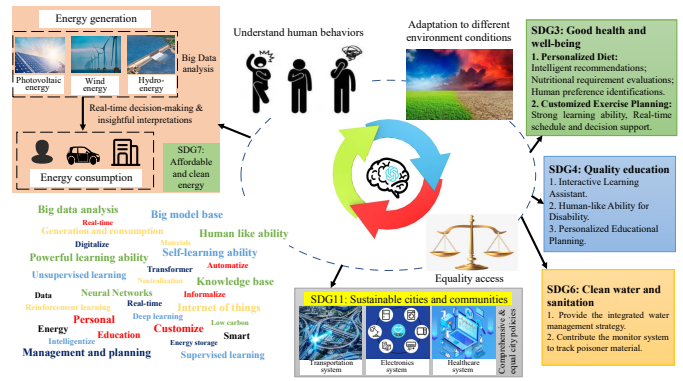 Energy generation
Photovoltaic
energy
Wind
energy
Hydro-
energy
Big Data
analysis
Real-time decision-making &
insightful interpretations
Energy consumption
SDG7:
Affordable
and clean
energy
Understand human behaviors
Adaptation to different
environment conditions
Equality access
SDG3: Good health and
well-being
1. Personalized Diet:
Intelligent recommendations;
Nutritional requirement evaluations;
Human preference identifications.
2. Customized Exercise Planning:
Strong learning ability, Real-time
schedule and decision support.
SDG4: Quality education
1. Interactive Learning
Assistant.
2. Human-like Ability for
Disability.
3. Personalized Educational
Planning.
SDG6: Clean water and
sanitation
1. Provide the integrated water
management strategy.
2. Contribute the monitor system
to track poisoner material.
SDG11: Sustainable cities and communities
Transportation
system
Electronics
system
Healthcare
system
Comprehensive &
equal city policies
Big data analysis
Big model base
Real-time
Generation and consumption
Human like ability
Digitalize
Materials
Powerful learning ability
Self-learning ability
Transformer
Automatize
Unsupervised learning
Neutralization
Knowledge base
Data
Neural Networks
Informalize
Real-time
Reinforcement learning
Internet of things
Personal
Deep learning
Low carbon
Energy
Customize
Education
Smart
Intelligentize
Energy storage
Management and planning
Supervised learning